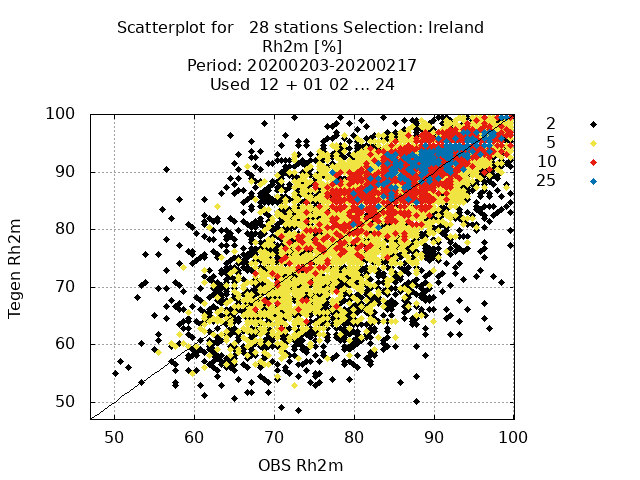 Scatterplot for   28 stations Selection: Ireland
Rh2m [%]
Period: 20200203-20200217
Used  12 + 01 02 ... 24
100
90
80
70
60
50
Tegen Rh2m
50 60 70 80 90 100
OBS Rh2m
2
5
10
25